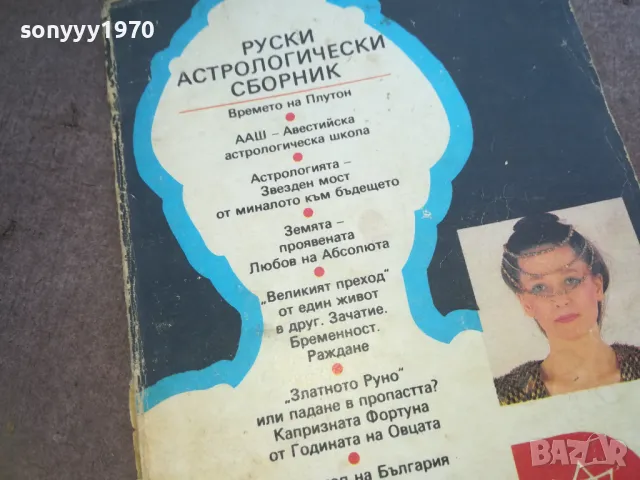 sonyyy1970
РУСКИ
АСТРОЛОГИЧЕСКИ
СБОРНИК
Времето на Плутон
ААШ – Авестийска
астрологическа школа
Астрологията –
Звезден мост
от миналото към бъдещето
Земята –
проявената
Любов на Абсолюта
„Великият преход"
от един живот
в друг. Зачатие.
Бременност.
Раждане
„Златното Руно"
или падане в пропастта?
Капризната Фортуна
от Годината на Овцата
на България
BAZAR
bg